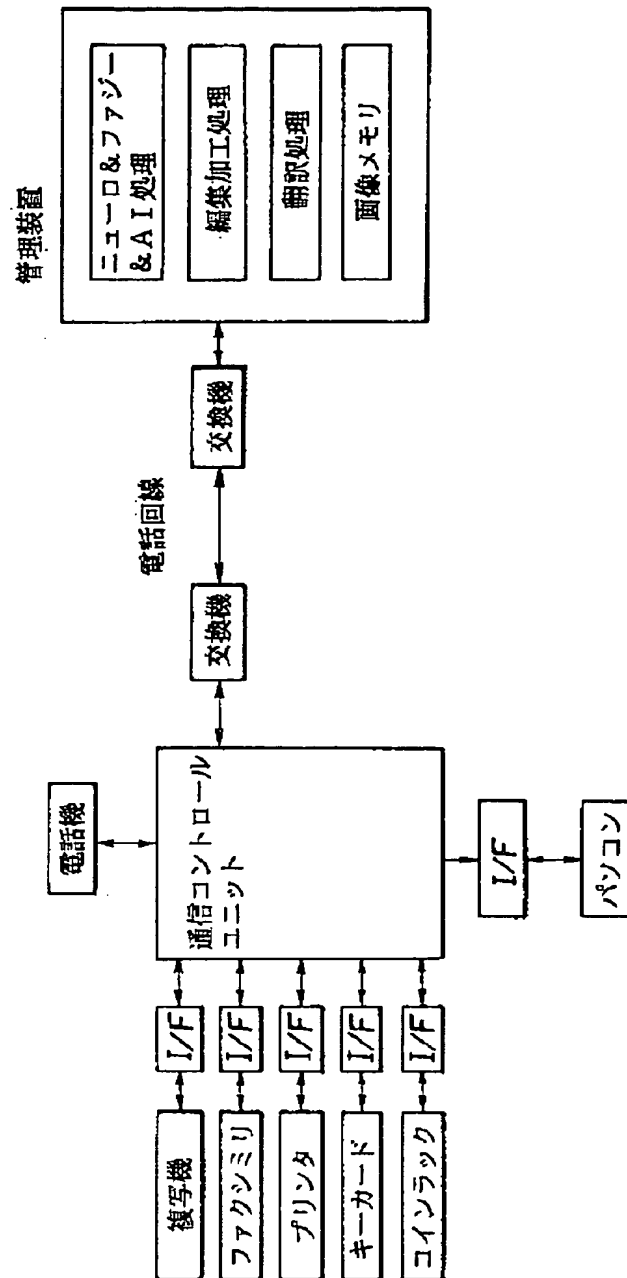 管理装置
ニューロ&ファジー
&AI処理
編集加工処理
翻訳処理
画像メモリ
交換機
電話回線
交換機
電話機
通信コントロール
ユニット
I/F
I/F
I/F
I/F
I/F
複写機
ファクシミリ
プリンタ
キーカード
コインラック
I/F
パソコン